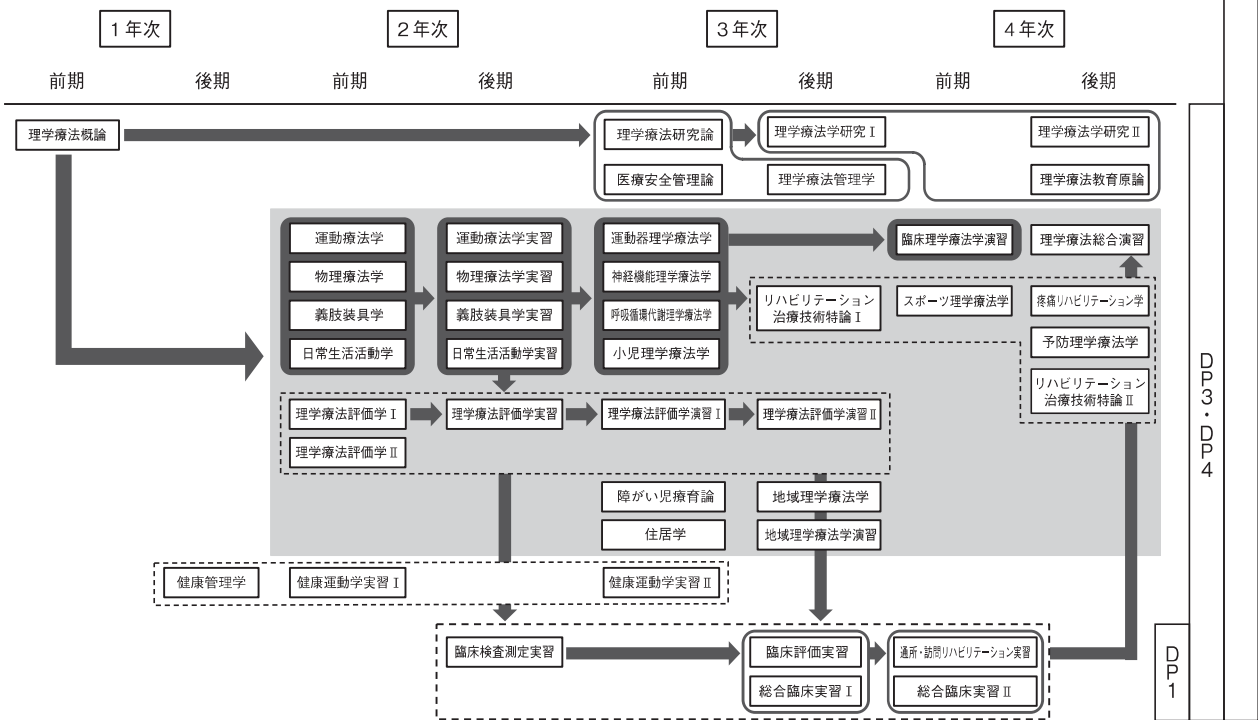 1年次
2年次
3年次
4年次
前期
後期
前期
後期
前期
後期
前期
後期
理学療法概論
理学療法研究論
理学療法学研究Ⅰ
理学療法学研究Ⅱ
医療安全管理論
理学療法管理学
理学療法教育原論
運動療法学
運動療法学実習
運動器理学療法学
臨床理学療法学演習
理学療法総合演習
物理療法学
物理療法学実習
神経機能理学療法学
リハビリテーション
治療技術特論Ⅰ
スポーツ理学療法学
疼痛リハビリテーション学
義肢装具学
義肢装具学実習
呼吸循環代謝理学療法学
予防理学療法学
日常生活活動学
日常生活活動学実習
小児理学療法学
リハビリテーション
治療技術特論Ⅱ
理学療法評価学Ⅰ
理学療法評価学実習
理学療法評価学演習Ⅰ
理学療法評価学演習Ⅱ
理学療法評価学Ⅱ
障がい児療育論
地域理学療法学
住居学
地域理学療法学演習
健康管理学
健康運動学実習Ⅰ
健康運動学実習Ⅱ
臨床検査測定実習
臨床評価実習
通所・訪問リハビリテーション実習
総合臨床実習Ⅰ
総合臨床実習Ⅱ
DP3・DP4
DP1